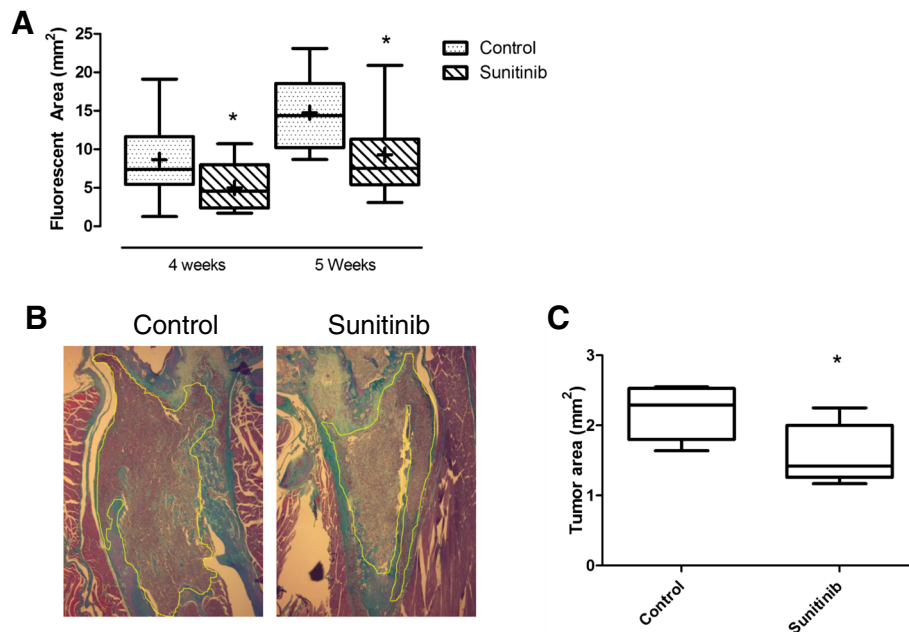 A
Fluorescent Area (mm²)
25
20
15
10
5
0
*
*
Control
Sunitinib
4 weeks
5 Weeks
B
Control
Sunitinib
C
Tumor area (mm²)
3
2
1
0
*
Control
Sunitinib